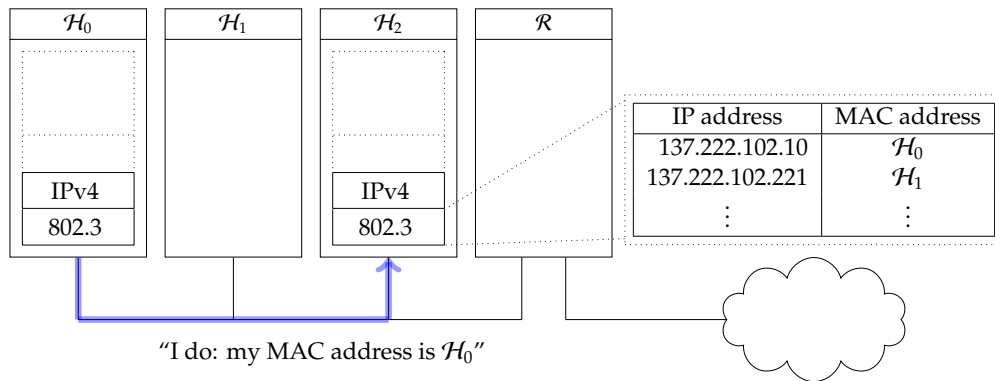 H₀ H₁ H₂ R
IP address MAC address
137.222.102.10 H₀
137.222.102.221 H₁
⋮ ⋮
IPv4 IPv4
802.3 802.3
“I do: my MAC address is H₀”